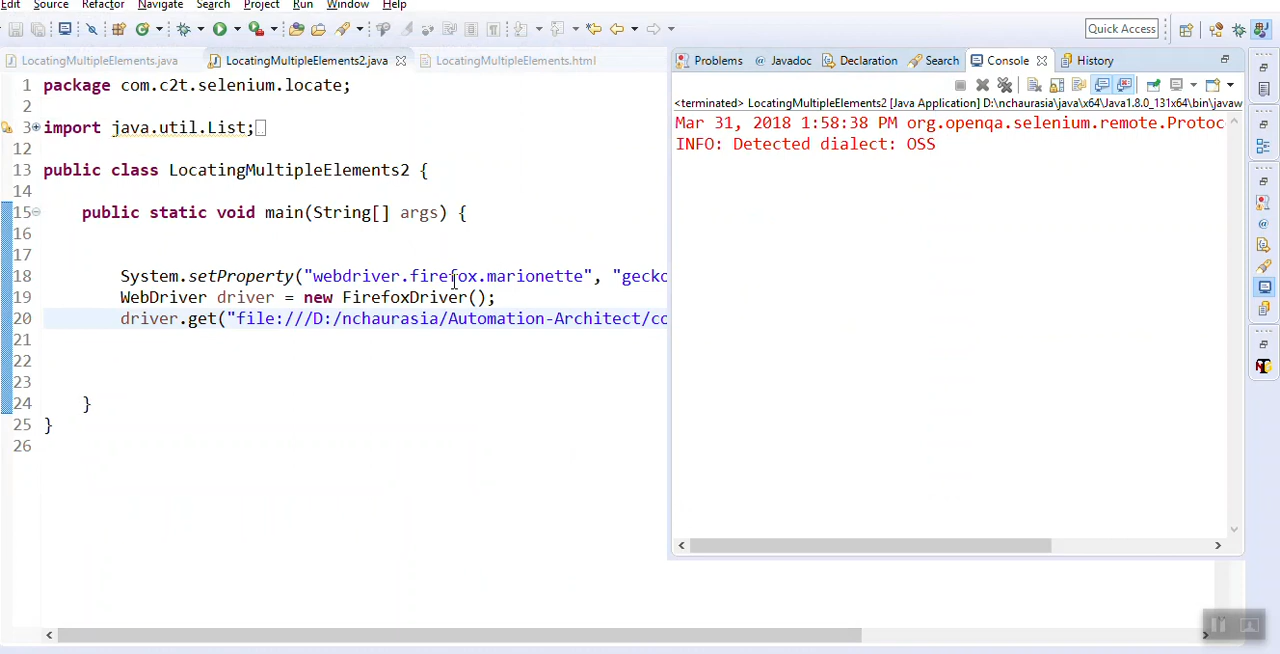 Edit Source Refactor Navigate Search Project Run Window Help
Quick Access
LocatingMultipleElements.java LocatingMultipleElements2.java LocatingMultipleElements.html
Problems @ Javadoc Declaration Search Console History
<terminated> LocatingMultipleElements2 [Java Application] D:\nchaurasia\java\x64\Java1.8.0_131x64\bin\javaw
1 package com.c2t.selenium.locate;
2
3 import java.util.List;
12
13 public class LocatingMultipleElements2 {
14
15 public static void main(String[] args) {
16
17
18 System.setProperty("webdriver.firefox.marionette", "gecko
19 WebDriver driver = new FirefoxDriver();
20 driver.get("file:///D:/nchaurasia/Automation-Architect/co
21
22
23
24 }
25 }
26
Mar 31, 2018 1:58:38 PM org.openqa.selenium.remote.Protoc
INFO: Detected dialect: OSS